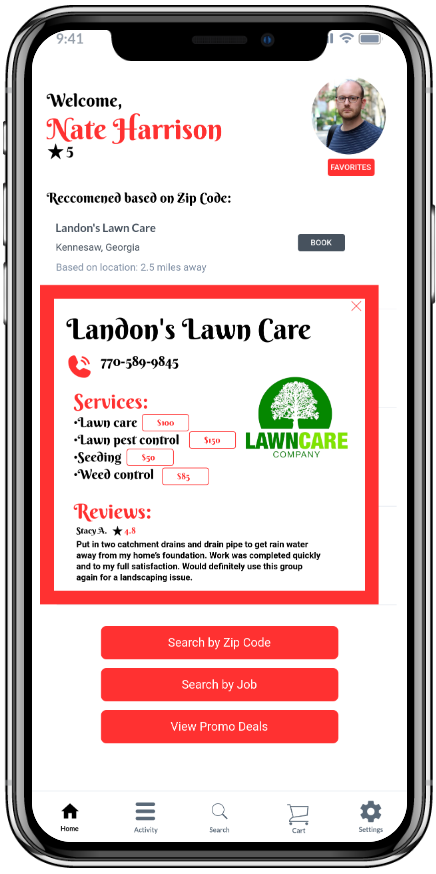 9:41
Welcome,
Nate Harrison
★5
FAVORITES
Reccomened based on Zip Code:
Landon's Lawn Care
Kennesaw, Georgia
BOOK
Based on location: 2.5 miles away
Landon's Lawn Care
770-589-9845
Services:
•Lawn care $100
•Lawn pest control $150
•Seeding $50
•Weed control $85
LAWNCARE
COMPANY
Reviews:
Stacy A. ★ 4.8
Put in two catchment drains and drain pipe to get rain water
away from my home's foundation. Work was completed quickly
and to my full satisfaction. Would definitely use this group
again for a landscaping issue.
Search by Zip Code
Search by Job
View Promo Deals
Home Activity Search Cart Settings